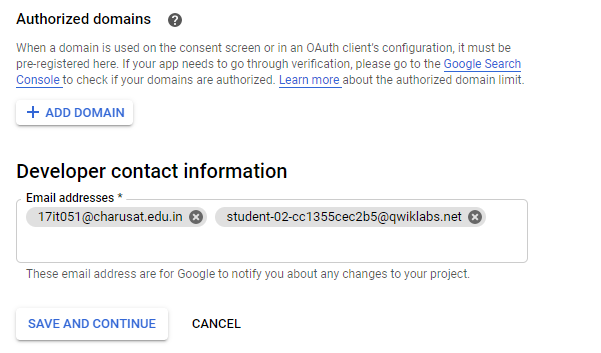 Authorized domains ?
When a domain is used on the consent screen or in an OAuth client's configuration, it must be
pre-registered here. If your app needs to go through verification, please go to the Google Search
Console to check if your domains are authorized. Learn more about the authorized domain limit.
+ ADD DOMAIN
Developer contact information
Email addresses *
17it051@charusat.edu.in student-02-cc1355cec2b5@qwiklabs.net
These email address are for Google to notify you about any changes to your project.
SAVE AND CONTINUE CANCEL